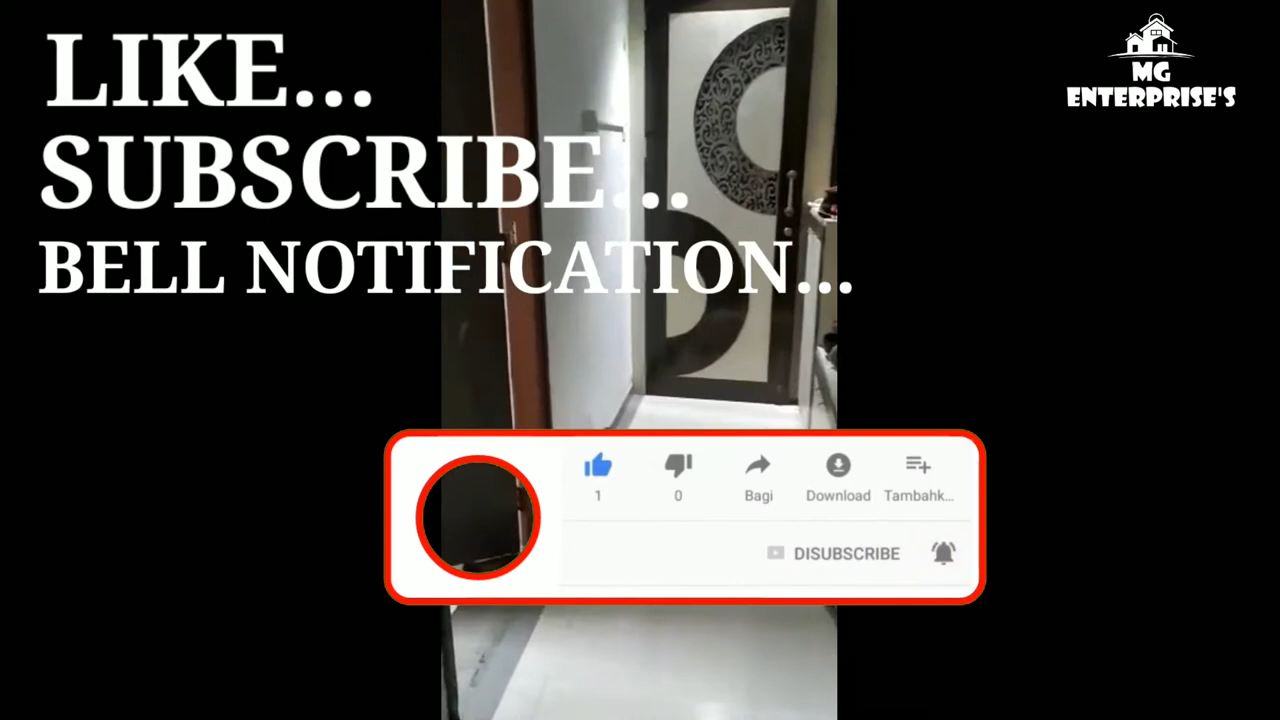 LIKE...
SUBSCRIBE...
BELL NOTIFICATION...
MG
ENTERPRISE'S
1 0 Bagi Download Tambahk...
DISUBSCRIBE